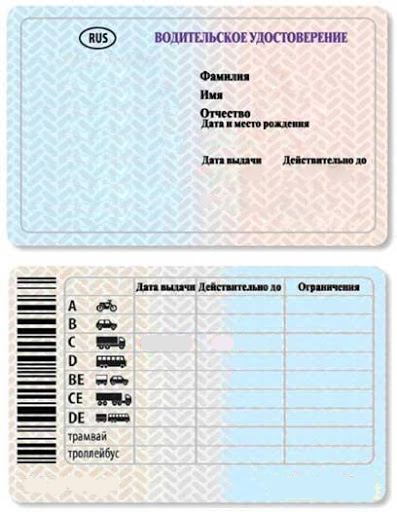 RUS ВОДИТЕЛЬСКОЕ УДОСТОВЕРЕНИЕ
Фамилия
Имя
Отчество
Дата и место рождения
Дата выдачи Действительно до
Дата выдачи Действительно до Ограничения
A
B
C
D
BE
CE
DE
трамвай
троллейбус